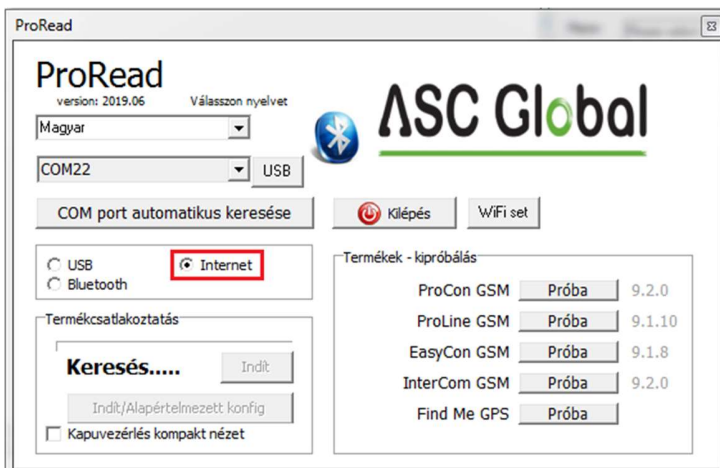 ProRead
ProRead
version: 2019.06
Válasszon nyelvet
Magyar
ASC Global
COM22
USB
COM port automatikus keresése
Kilépés
WiFi set
USB
Internet
Bluetooth
Termékcsatlakoztatás
Keresés.....
Indít
Indít/Alapértelmezett konfig
Kapuvezérlés kompakt nézet
Termékek - kipróbálás
ProCon GSM Próba 9.2.0
ProLine GSM Próba 9.1.10
EasyCon GSM Próba 9.1.8
InterCom GSM Próba 9.2.0
Find Me GPS Próba